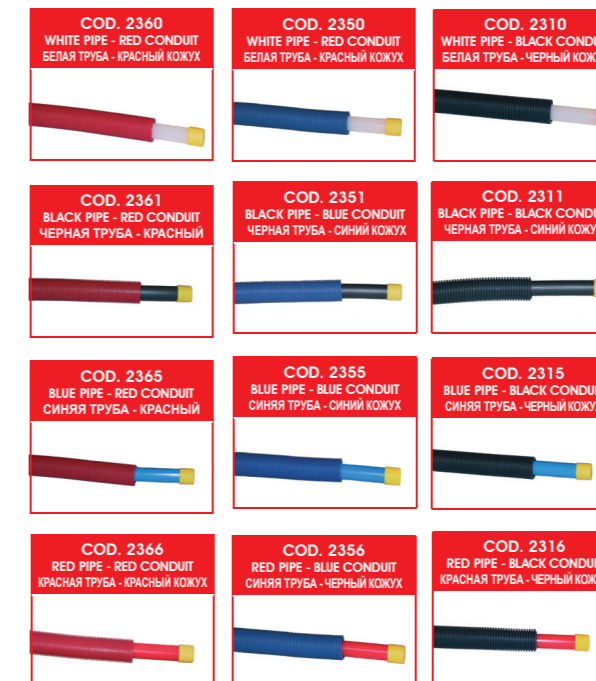 COD. 2360
WHITE PIPE - RED CONDUIT
БЕЛАЯ ТРУБА - КРАСНЫЙ КОЖУХ
COD. 2350
WHITE PIPE - RED CONDUIT
БЕЛАЯ ТРУБА - КРАСНЫЙ КОЖУХ
COD. 2310
WHITE PIPE - BLACK CONDU
БЕЛАЯ ТРУБА - ЧЕРНЫЙ КОЖ
COD. 2361
BLACK PIPE - RED CONDUIT
ЧЕРНАЯ ТРУБА - КРАСНЫЙ
COD. 2351
BLACK PIPE - BLUE CONDUIT
ЧЕРНАЯ ТРУБА - СИНИЙ КОЖУХ
COD. 2311
BLACK PIPE - BLACK CONDU
ЧЕРНАЯ ТРУБА - СИНИЙ КОЖУ
COD. 2365
BLUE PIPE - RED CONDUIT
СИНЯЯ ТРУБА - КРАСНЫЙ
COD. 2355
BLUE PIPE - BLUE CONDUIT
СИНЯЯ ТРУБА - СИНИЙ КОЖУХ
COD. 2315
BLUE PIPE - BLACK CONDUI
СИНЯЯ ТРУБА - ЧЕРНЫЙ КОЖУХ
COD. 2366
RED PIPE - RED CONDUIT
КРАСНАЯ ТРУБА - КРАСНЫЙ КОЖУХ
COD. 2356
RED PIPE - BLUE CONDUIT
СИНЯЯ ТРУБА - ЧЕРНЫЙ КОЖУХ
COD. 2316
RED PIPE - BLACK CONDUI
КРАСНАЯ ТРУБА - ЧЕРНЫЙ КОЖ